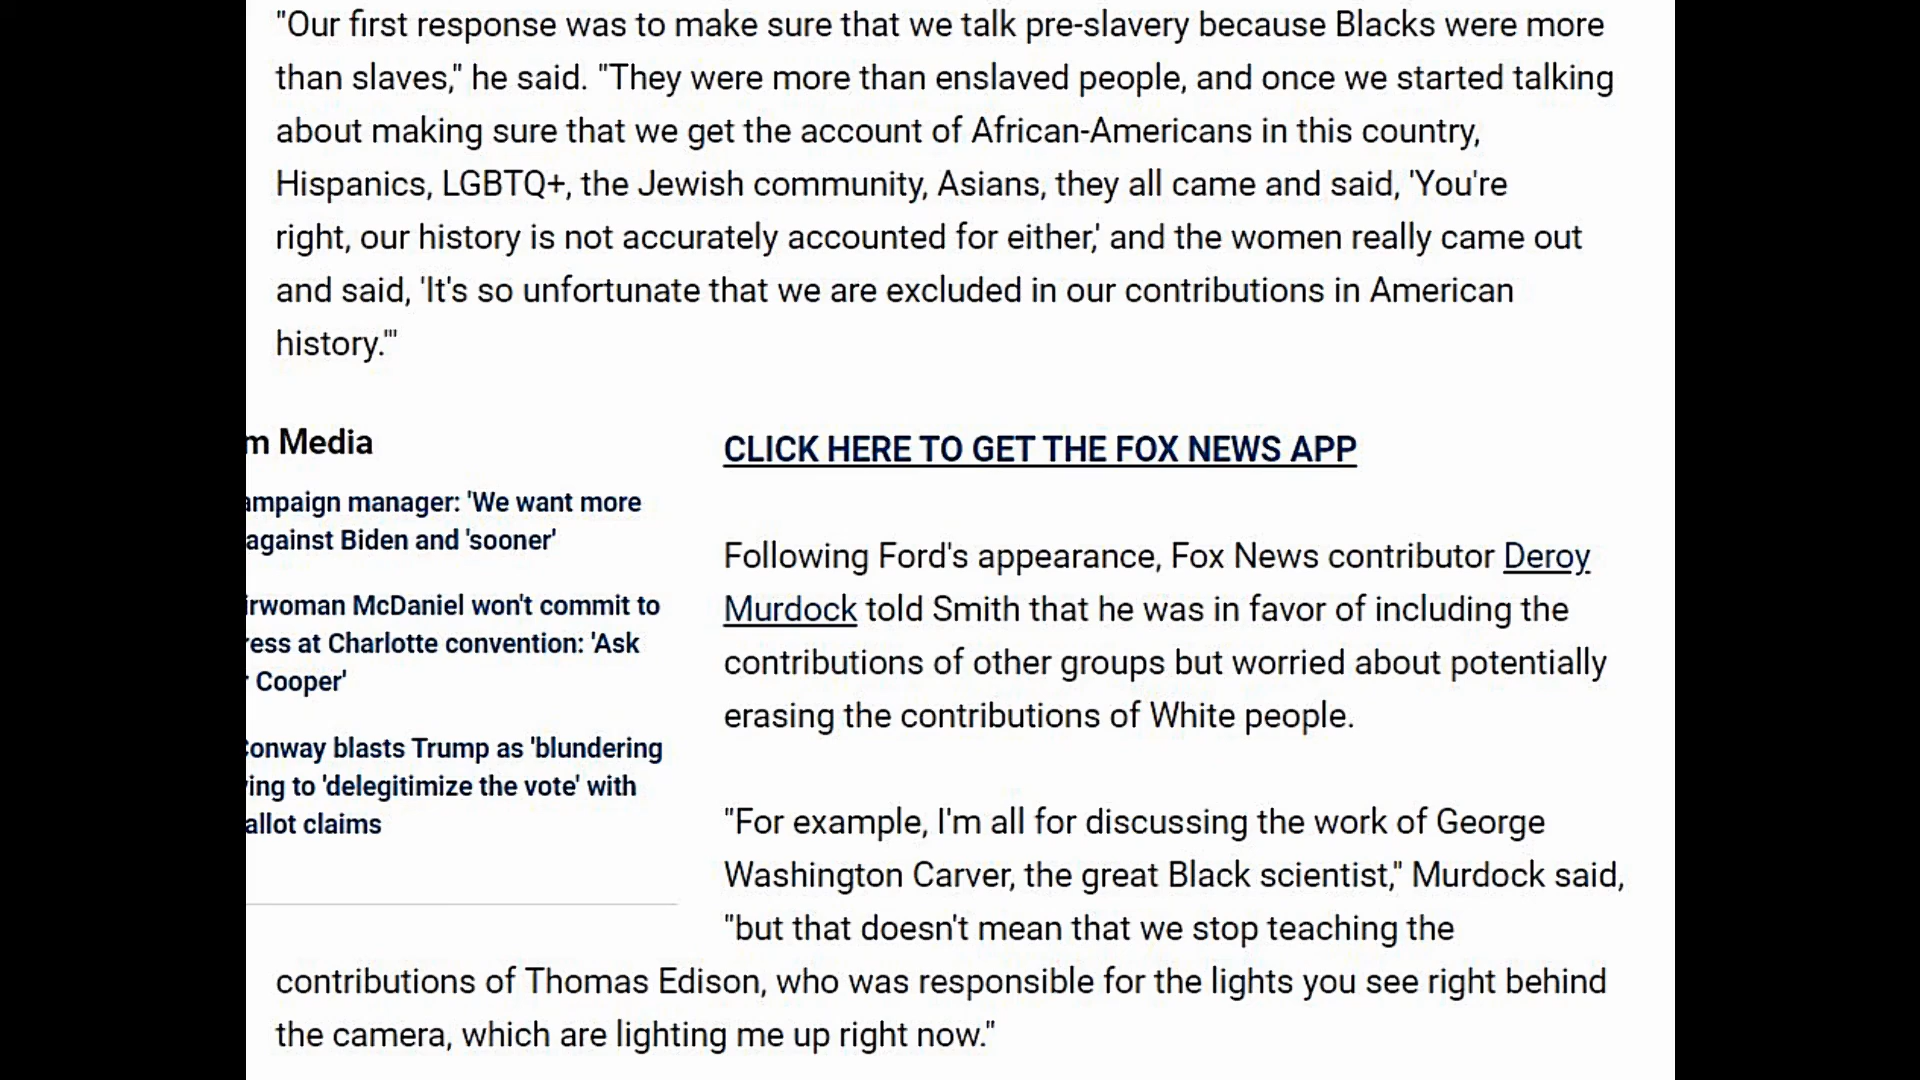 "Our first response was to make sure that we talk pre-slavery because Blacks were more
than slaves," he said. "They were more than enslaved people, and once we started talking
about making sure that we get the account of African-Americans in this country,
Hispanics, LGBTQ+, the Jewish community, Asians, they all came and said, 'You're
right, our history is not accurately accounted for either,' and the women really came out
and said, 'It's so unfortunate that we are excluded in our contributions in American
history.'"
m Media
ampaign manager: 'We want more
against Biden and 'sooner'
irwoman McDaniel won't commit to
ress at Charlotte convention: 'Ask
r Cooper'
Conway blasts Trump as 'blundering
ying to 'delegitimize the vote' with
allot claims
CLICK HERE TO GET THE FOX NEWS APP
Following Ford's appearance, Fox News contributor Deroy
Murdock told Smith that he was in favor of including the
contributions of other groups but worried about potentially
erasing the contributions of White people.
"For example, I'm all for discussing the work of George
Washington Carver, the great Black scientist," Murdock said,
"but that doesn't mean that we stop teaching the
contributions of Thomas Edison, who was responsible for the lights you see right behind
the camera, which are lighting me up right now."